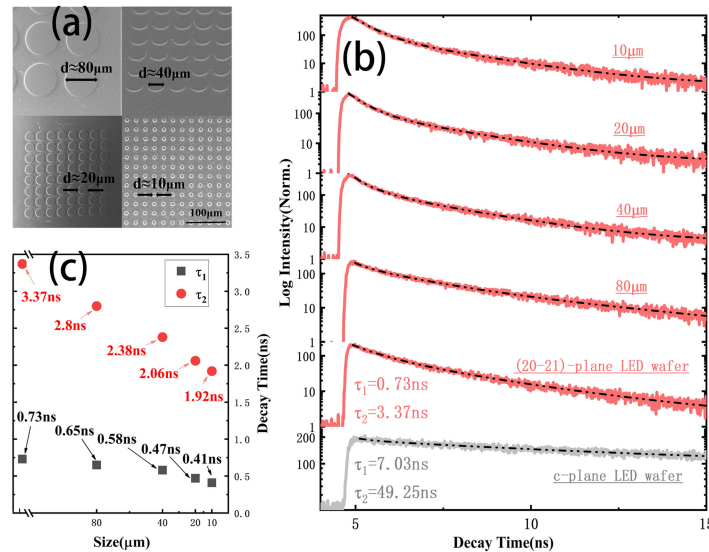 (a)
d≈80μm
d≈40μm
d≈20μm
d≈10μm
100μm
(b)
Log Intensity(Norm.)
100
10
1
10μm
100
10
1
20μm
100
10
1
40μm
100
10
1
80μm
100
10
1
(20-21)-plane LED wafer
τ1=0.73ns
τ2=3.37ns
200
100
τ1=7.03ns
τ2=49.25ns
c-plane LED wafer
5 10 15
Decay Time(ns)
(c)
τ1
τ2
3.37ns
2.8ns
2.38ns
2.06ns
1.92ns
0.73ns
0.65ns
0.58ns
0.47ns
0.41ns
3.5
3.0
2.5
2.0
1.5
1.0
0.5
0.0
Decay Time(ns)
80 40 20 10
Size(μm)